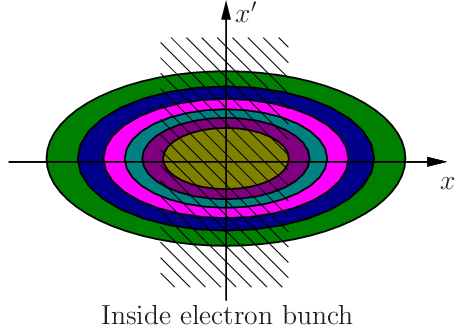 x′
x
Inside electron bunch